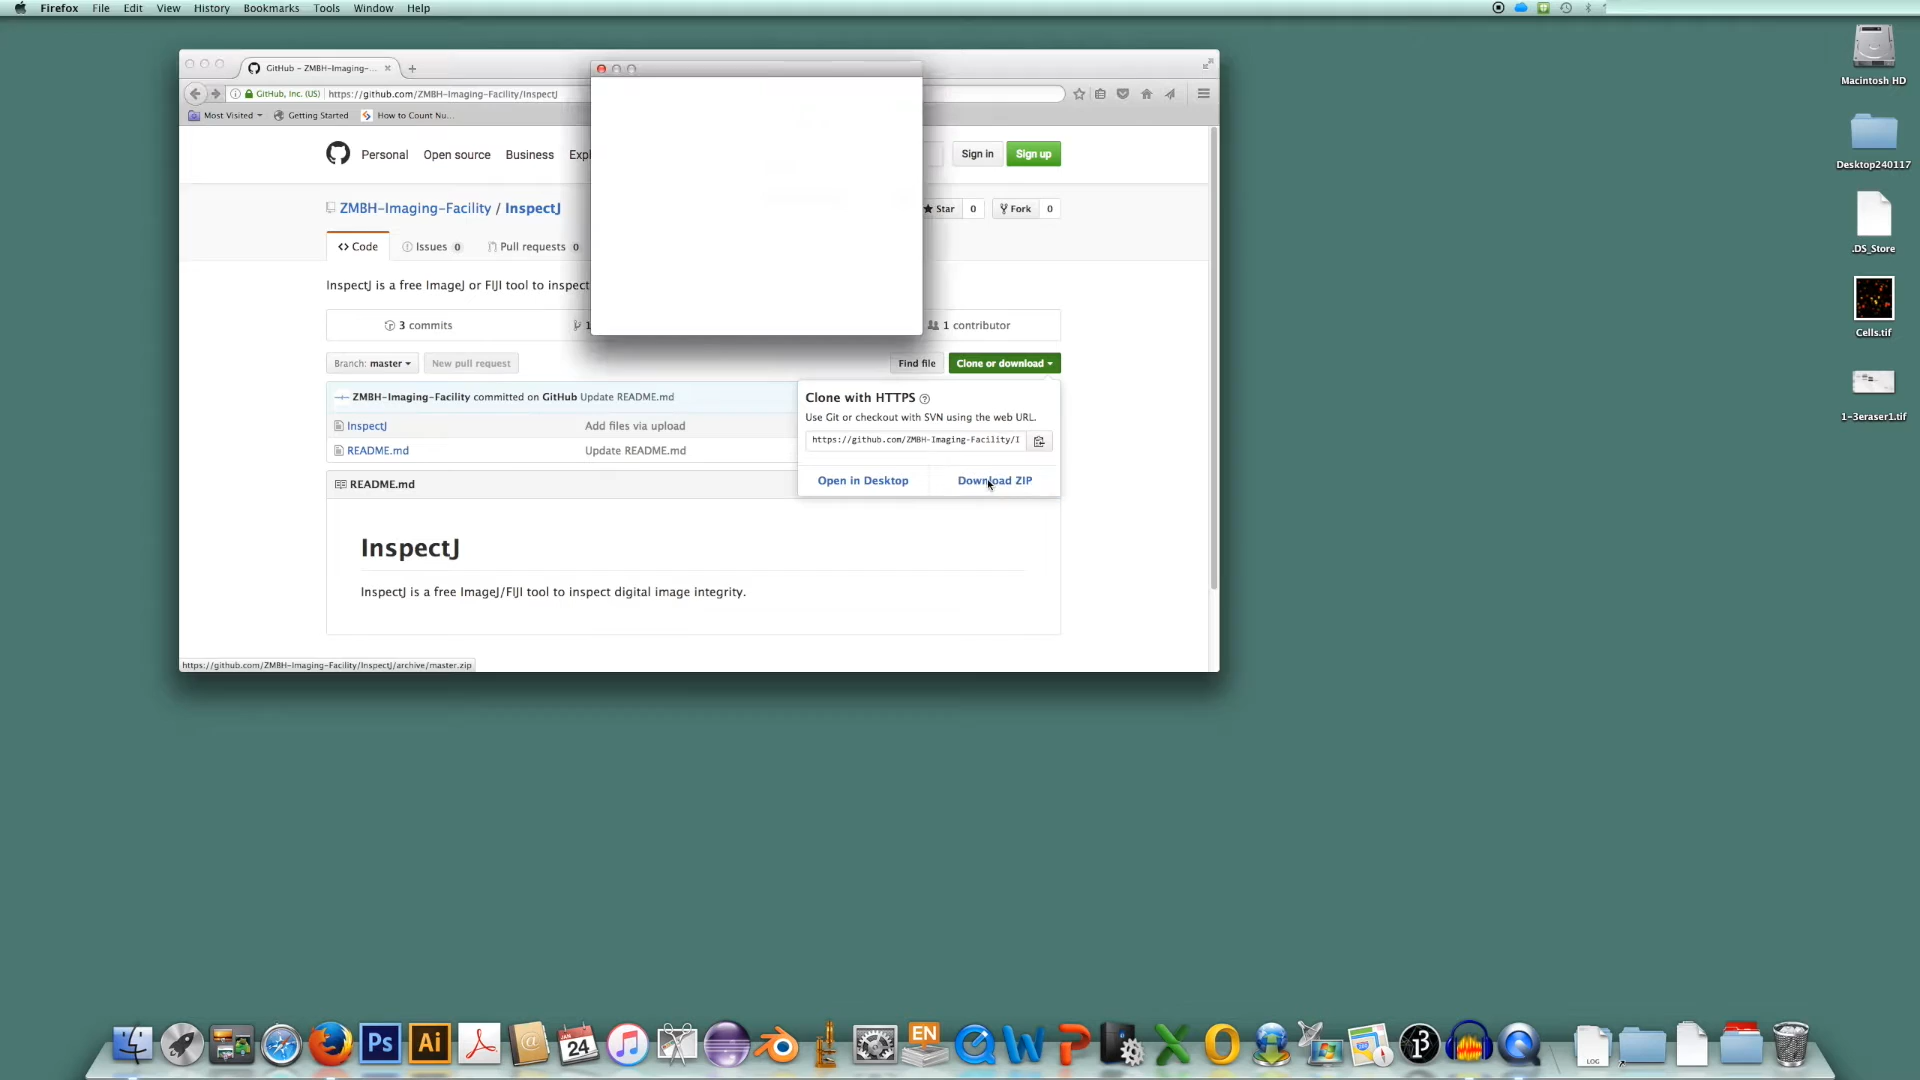 Firefox File Edit View History Bookmarks Tools Window Help
GitHub - ZMBH-Imaging-...
GitHub, Inc. (US) https://github.com/ZMBH-Imaging-Facility/InspectJ
Most Visited Getting Started How to Count Nu...
Personal Open source Business Expl Sign in Sign up
ZMBH-Imaging-Facility / InspectJ Star 0 Fork 0
Code Issues 0 Pull requests 0
InspectJ is a free ImageJ or FIJI tool to inspect
3 commits 1 1 contributor
Branch: master New pull request Find file Clone or download
ZMBH-Imaging-Facility committed on GitHub Update README.md
InspectJ Add files via upload
README.md Update README.md
Clone with HTTPS
Use Git or checkout with SVN using the web URL.
https://github.com/ZMBH-Imaging-Facility/I
Open in Desktop Download ZIP
README.md
InspectJ
InspectJ is a free ImageJ/FIJI tool to inspect digital image integrity.
https://github.com/ZMBH-Imaging-Facility/InspectJ/archive/master.zip
Macintosh HD
Desktop240117
.DS_Store
Cells.tif
1-3eraser1.tif
Ps Ai JAN 24 EN W P X O 13 LOG